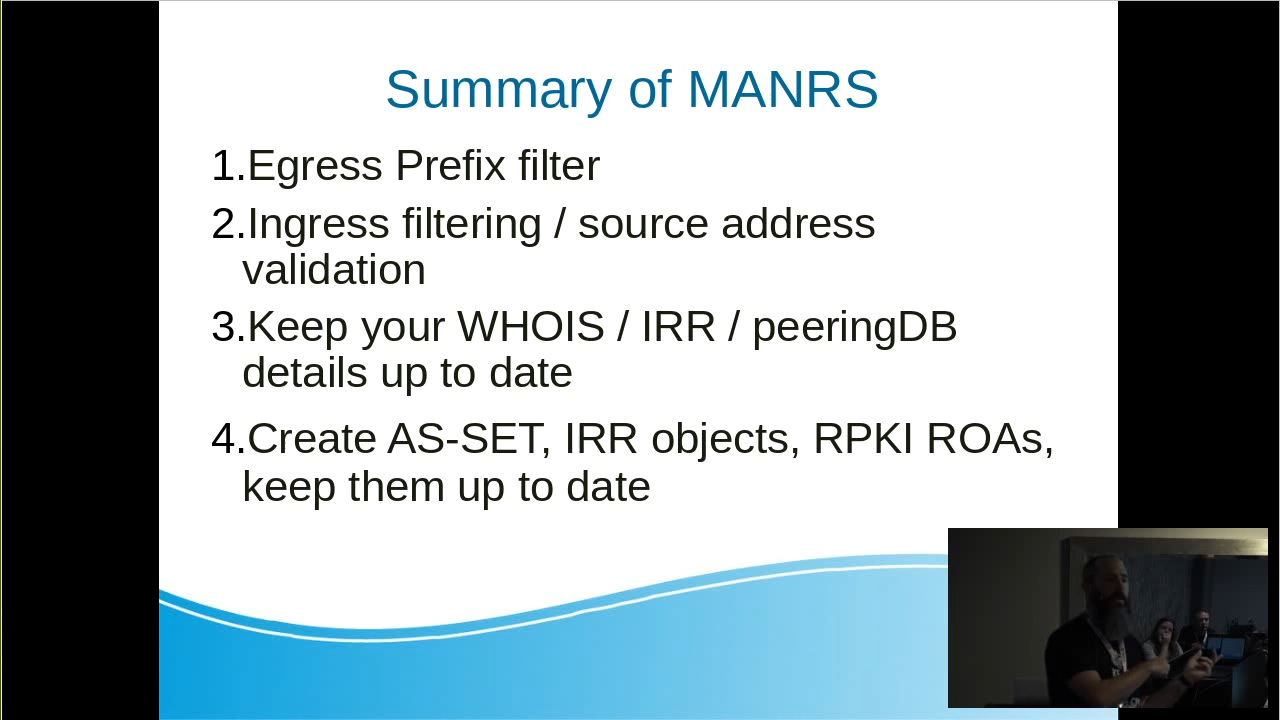 Summary of MANRS
1.Egress Prefix filter
2.Ingress filtering / source address
validation
3.Keep your WHOIS / IRR / peeringDB
details up to date
4.Create AS-SET, IRR objects, RPKI ROAs,
keep them up to date